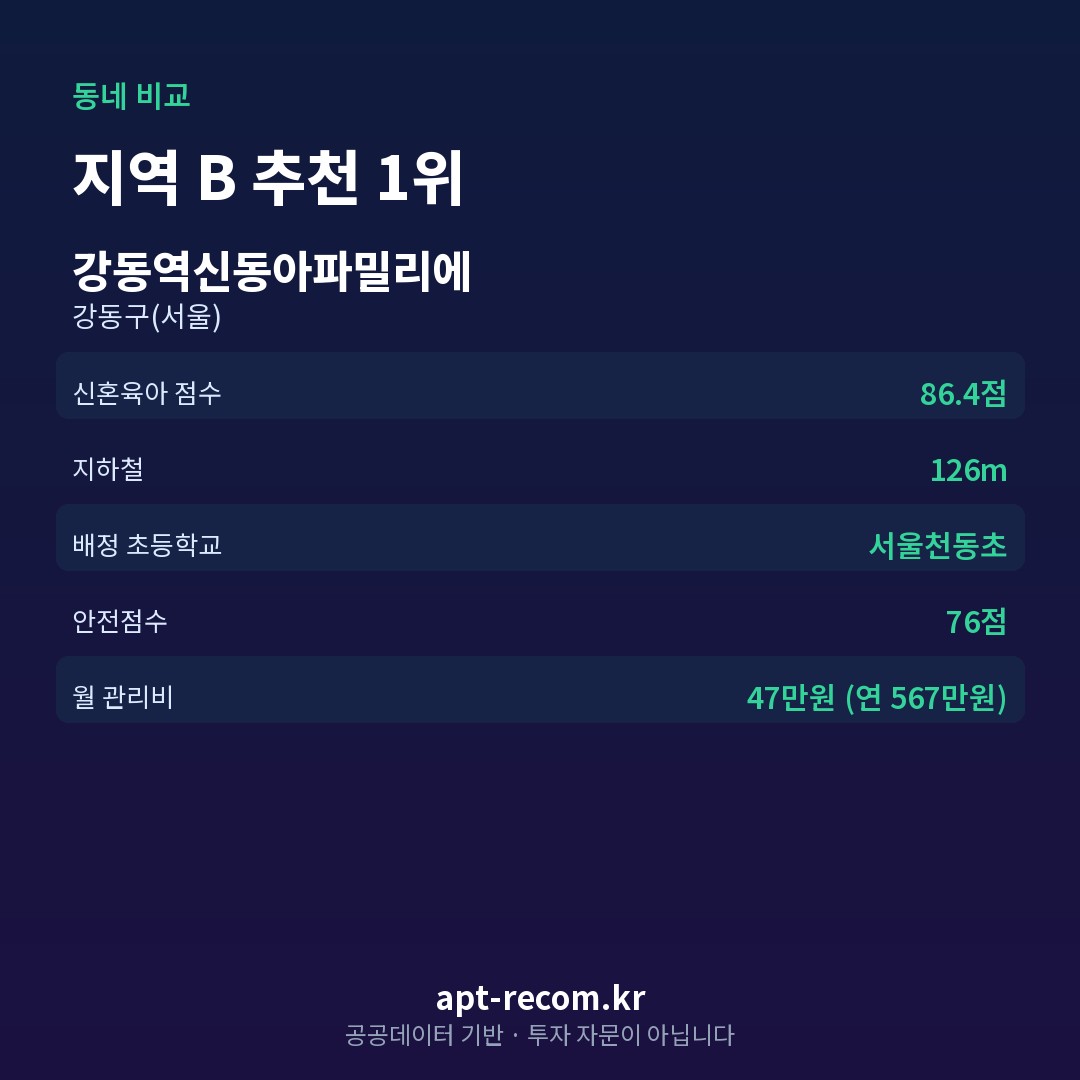 동네 비교
지역 B 추천 1위
강동역신동아파밀리에
강동구(서울)
신혼육아 점수 86.4점
지하철 126m
배정 초등학교 서울천동초
안전점수 76점
월 관리비 47만원 (연 567만원)
apt-recom.kr
공공데이터 기반 · 투자 자문이 아닙니다